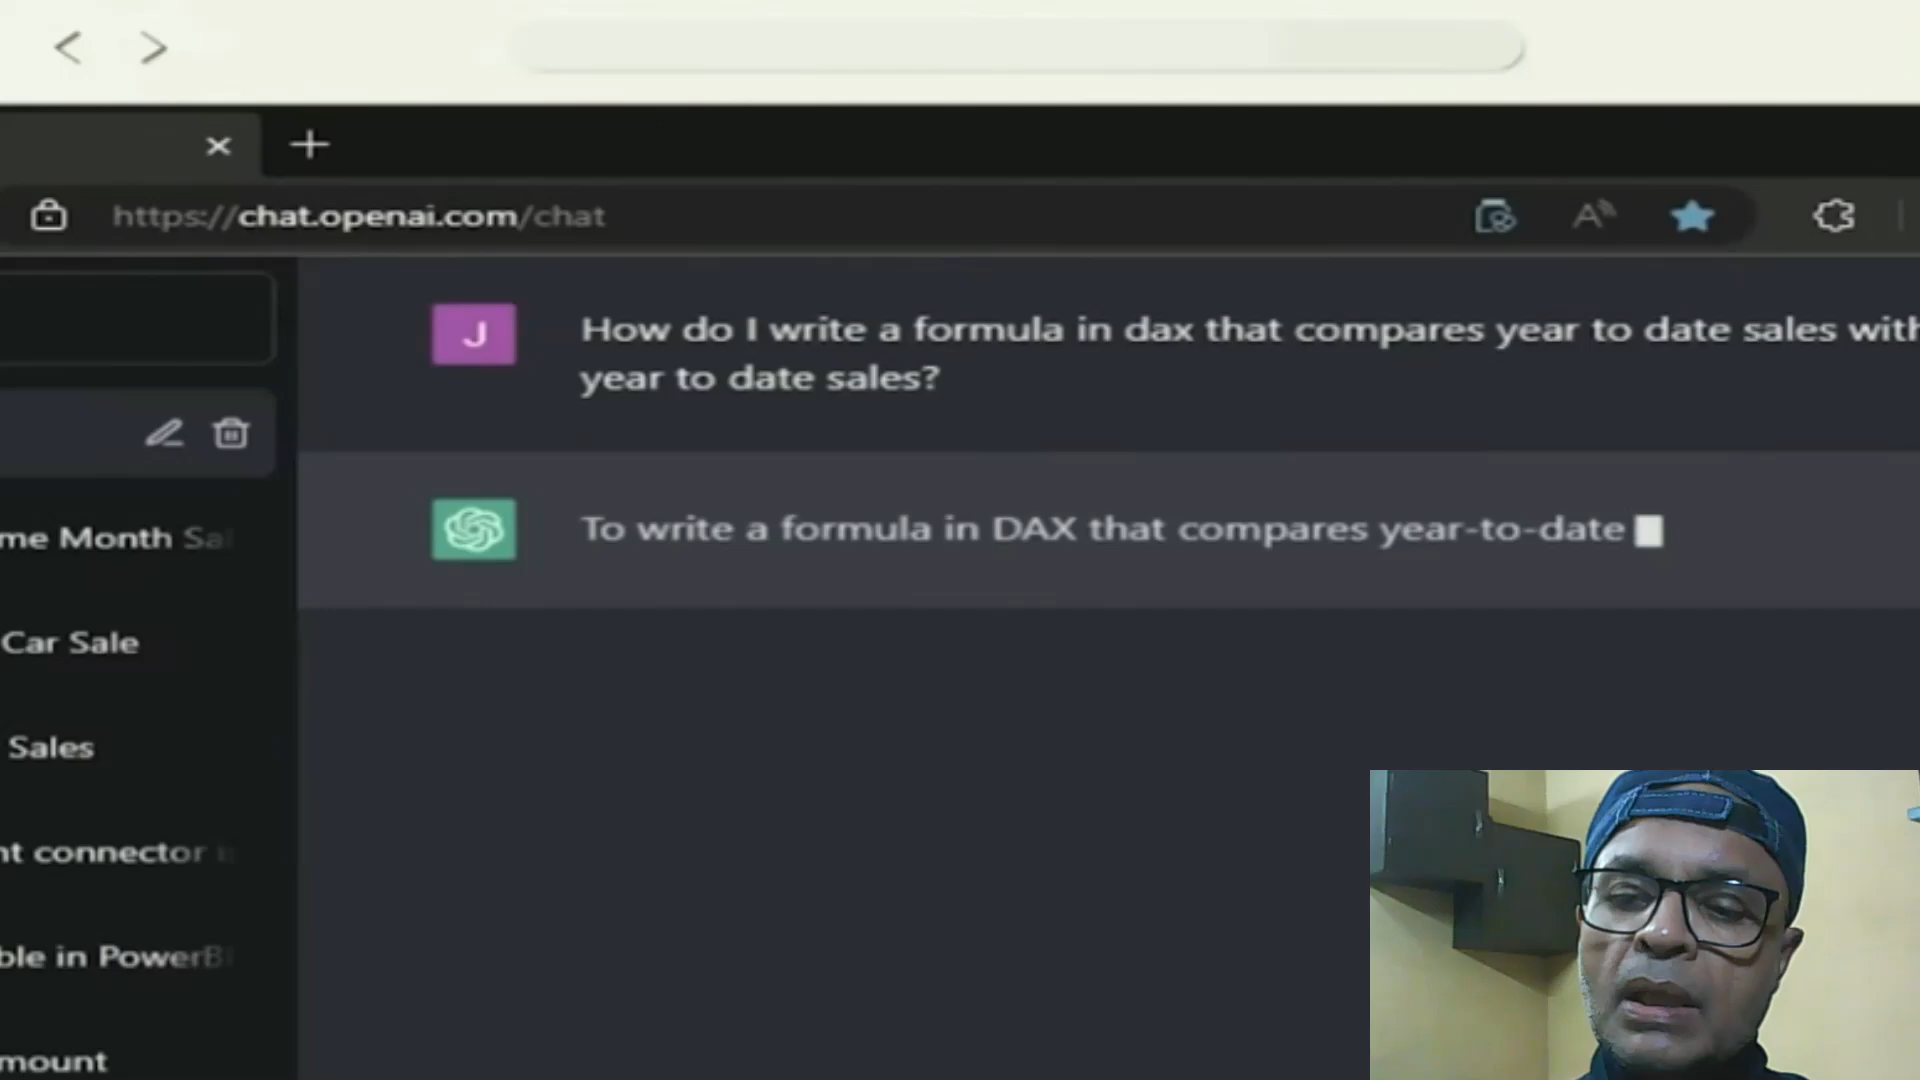 https://chat.openai.com/chat
J
How do I write a formula in dax that compares year to date sales with
year to date sales?
To write a formula in DAX that compares year-to-date
me Month Sal
Car Sale
Sales
nt connector
ble in PowerBI
mount